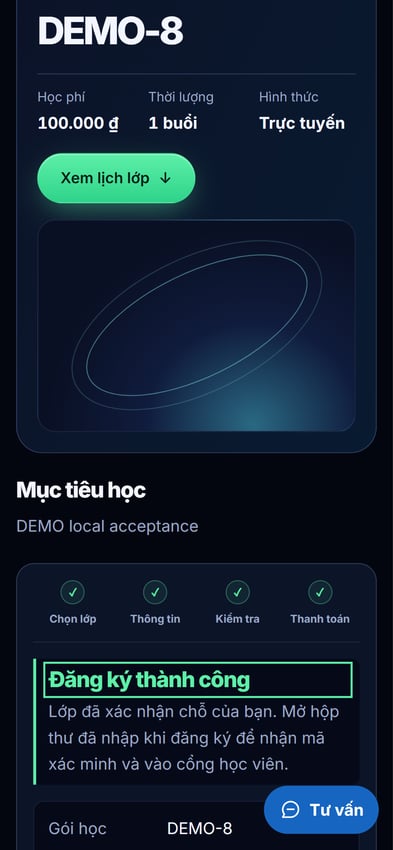 DEMO-8
Học phí
Thời lượng
Hình thức
100.000 ₫
1 buổi
Trực tuyến
Xem lịch lớp ↓
Mục tiêu học
DEMO local acceptance
Chọn lớp
Thông tin
Kiểm tra
Thanh toán
Đăng ký thành công
Lớp đã xác nhận chỗ của bạn. Mở hộp
thư đã nhập khi đăng ký để nhận mã
xác minh và vào cổng học viên.
Tư vấn
Gói học
DEMO-8